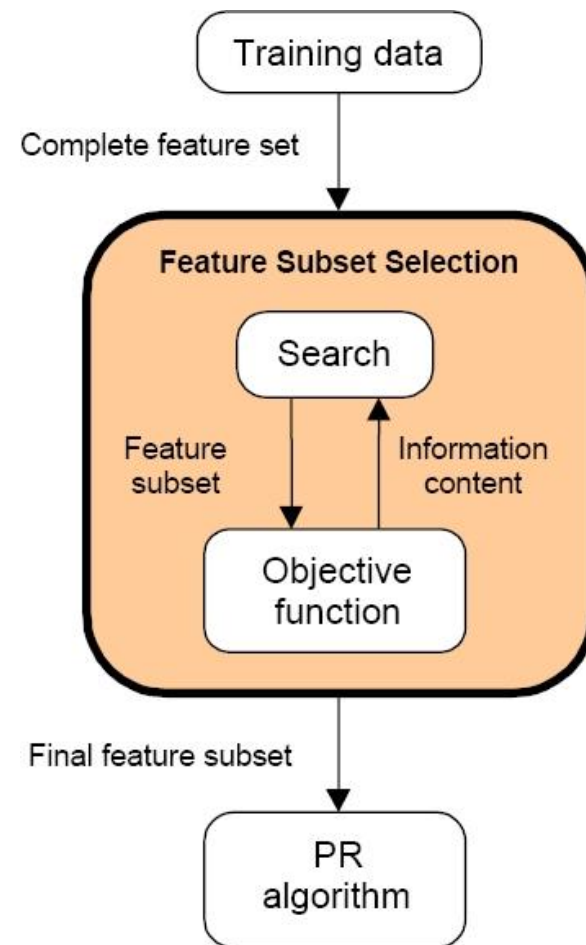 Training data
Complete feature set
Feature Subset Selection
Search
Feature
subset
Information
content
Objective
function
Final feature subset
PR
algorithm